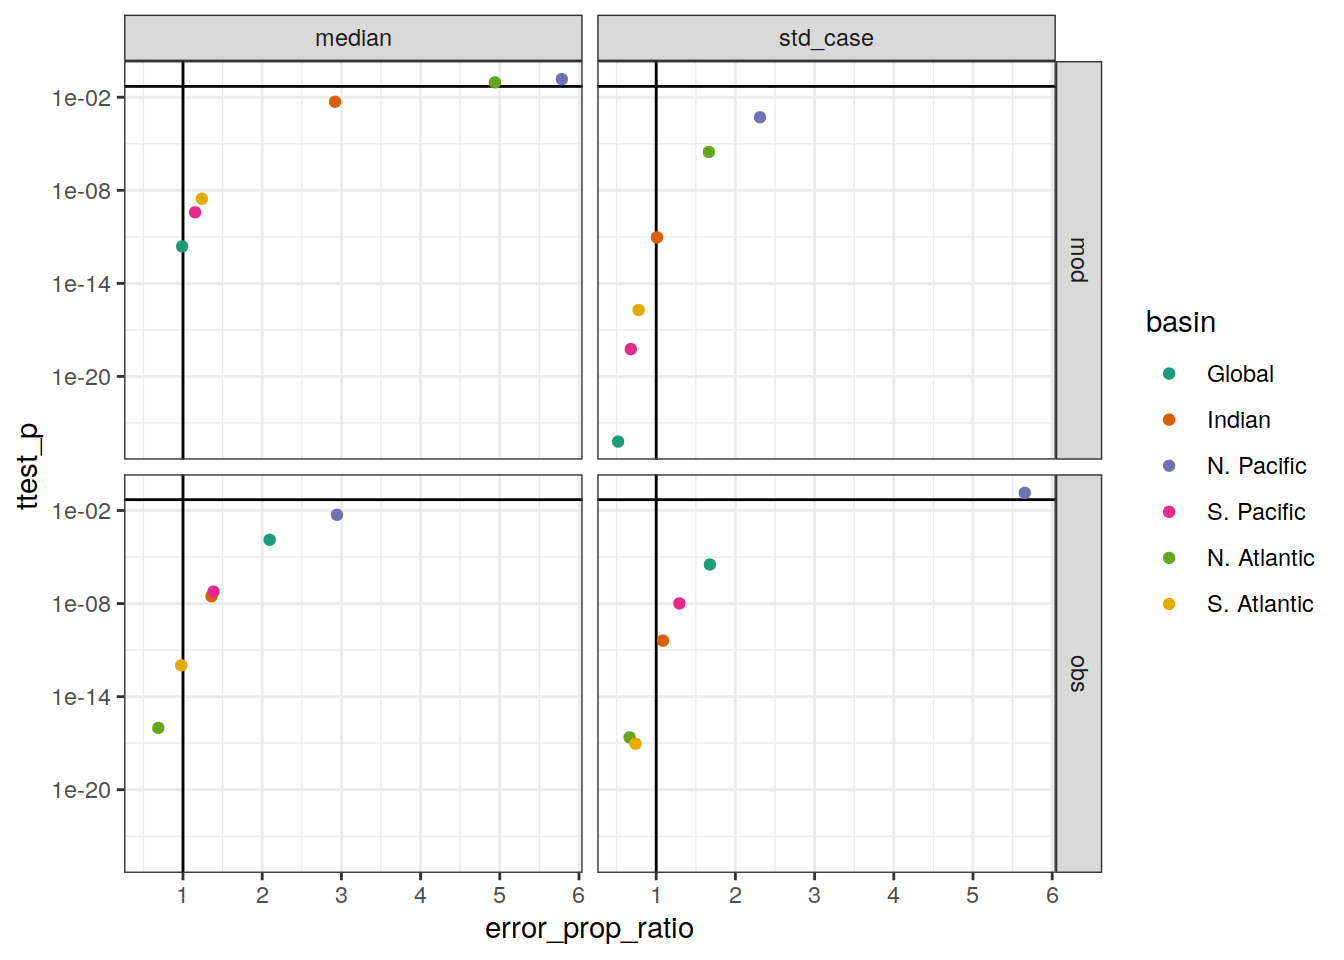 median
std_case
1e-02
1e-08
1e-14
1e-20
mod
1e-02
1e-08
1e-14
1e-20
obs
ttest_p
1 2 3 4 5 6
1 2 3 4 5 6
error_prop_ratio
basin
Global
Indian
N. Pacific
S. Pacific
N. Atlantic
S. Atlantic